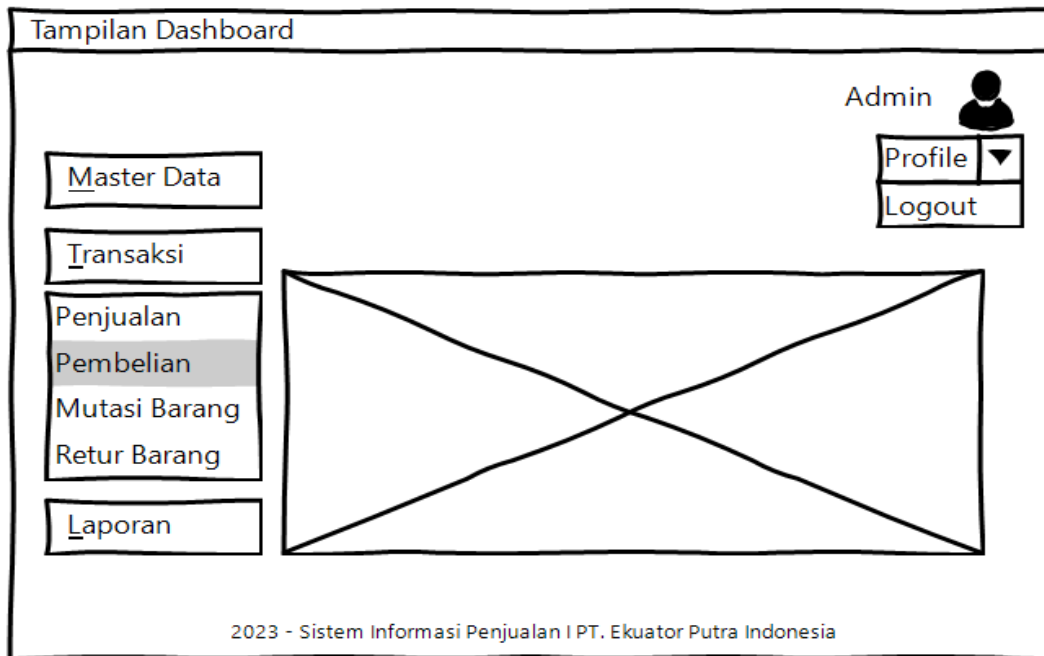 Tampilan Dashboard
Admin
Profile
Logout
Master Data
Transaksi
Penjualan
Pembelian
Mutasi Barang
Retur Barang
Laporan
2023 - Sistem Informasi Penjualan I PT. Ekuator Putra Indonesia